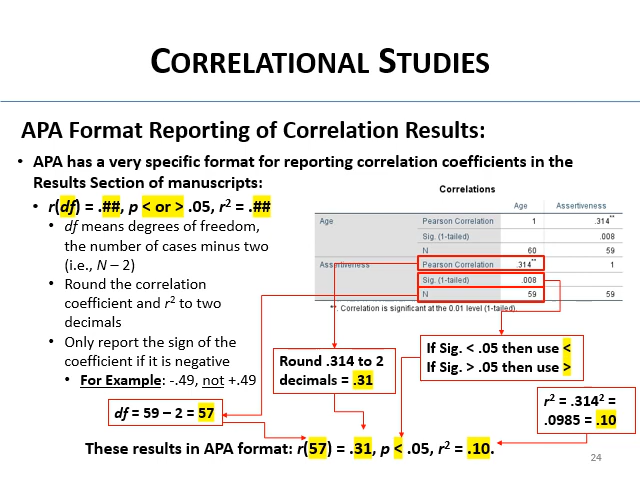 CORRELATIONAL STUDIES
APA Format Reporting of Correlation Results:
• APA has a very specific format for reporting correlation coefficients in the
Results Section of manuscripts:
• r(df) = .##, p < or > .05, r² = .##
• df means degrees of freedom,
the number of cases minus two
(i.e., N – 2)
• Round the correlation
coefficient and r² to two
decimals
• Only report the sign of the
coefficient if it is negative
• For Example: -.49, not +.49
Correlations
Age Assertiveness
Age Pearson Correlation 1 .314**
Sig. (1-tailed) .008
N 60 59
Assertiveness Pearson Correlation .314** 1
Sig. (1-tailed) .008
N 59 59
**. Correlation is significant at the 0.01 level (1-tailed).
Round .314 to 2
decimals = .31
If Sig. < .05 then use <
If Sig. > .05 then use >
r² = .314² =
.0985 = .10
df = 59 – 2 = 57
These results in APA format: r(57) = .31, p < .05, r² = .10.
24